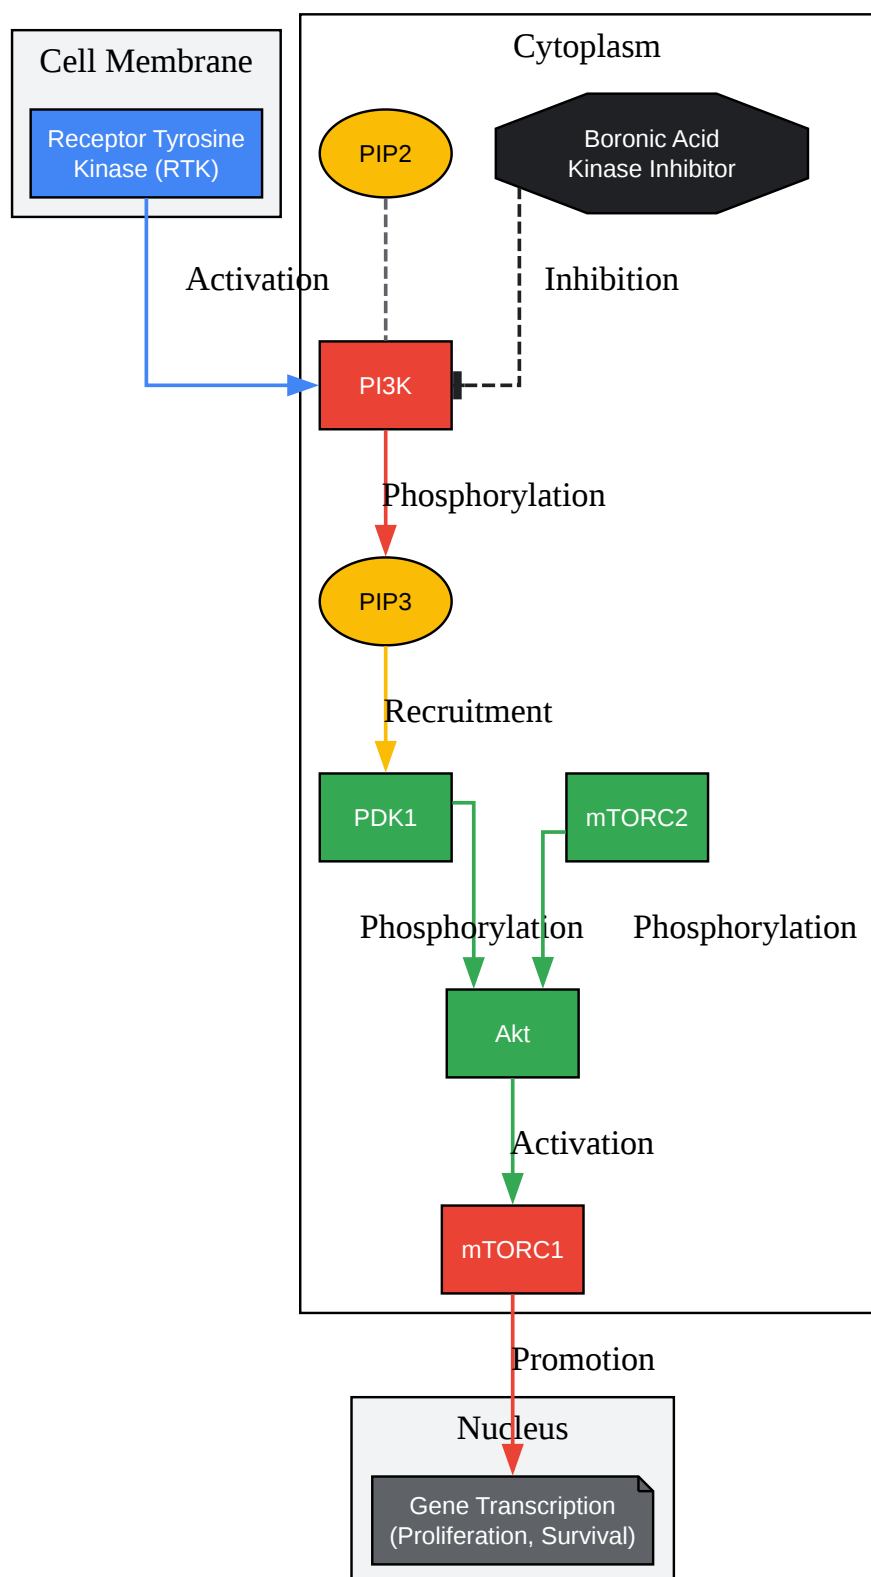 Cell Membrane
Receptor Tyrosine
Kinase (RTK)
Cytoplasm
PIP2
Boronic Acid
Kinase Inhibitor
Activation
Inhibition
PI3K
Phosphorylation
PIP3
Recruitment
PDK1
mTORC2
Phosphorylation
Phosphorylation
Akt
Activation
mTORC1
Promotion
Nucleus
Gene Transcription
(Proliferation, Survival)